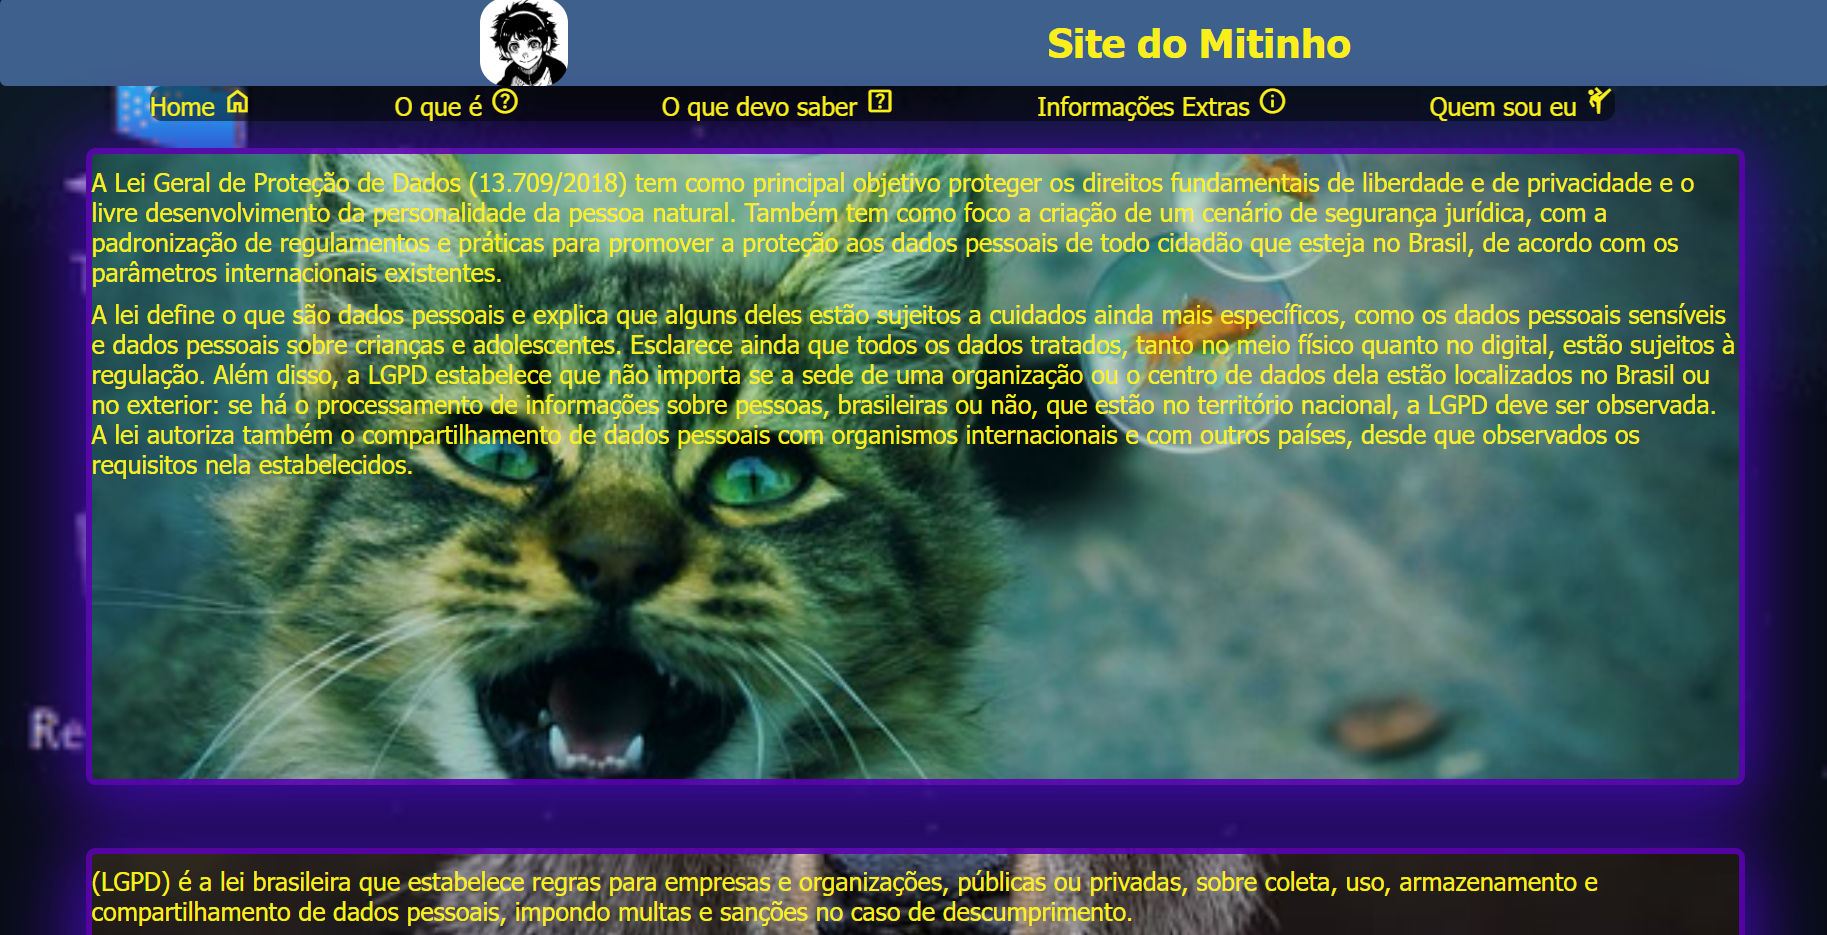 Site do Mitinho
Home
O que é
O que devo saber
Informações Extras
Quem sou eu
A Lei Geral de Proteção de Dados (13.709/2018) tem como principal objetivo proteger os direitos fundamentais de liberdade e de privacidade e o
livre desenvolvimento da personalidade da pessoa natural. Também tem como foco a criação de um cenário de segurança jurídica, com a
padronização de regulamentos e práticas para promover a proteção aos dados pessoais de todo cidadão que esteja no Brasil, de acordo com os
parâmetros internacionais existentes.
A lei define o que são dados pessoais e explica que alguns deles estão sujeitos a cuidados ainda mais específicos, como os dados pessoais sensíveis
e dados pessoais sobre crianças e adolescentes. Esclarece ainda que todos os dados tratados, tanto no meio físico quanto no digital, estão sujeitos à
regulação. Além disso, a LGPD estabelece que não importa se a sede de uma organização ou o centro de dados dela estão localizados no Brasil ou
no exterior: se há o processamento de informações sobre pessoas, brasileiras ou não, que estão no território nacional, a LGPD deve ser observada.
A lei autoriza também o compartilhamento de dados pessoais com organismos internacionais e com outros países, desde que observados os
requisitos nela estabelecidos.
Re
(LGPD) é a lei brasileira que estabelece regras para empresas e organizações, públicas ou privadas, sobre coleta, uso, armazenamento e
compartilhamento de dados pessoais, impondo multas e sanções no caso de descumprimento.